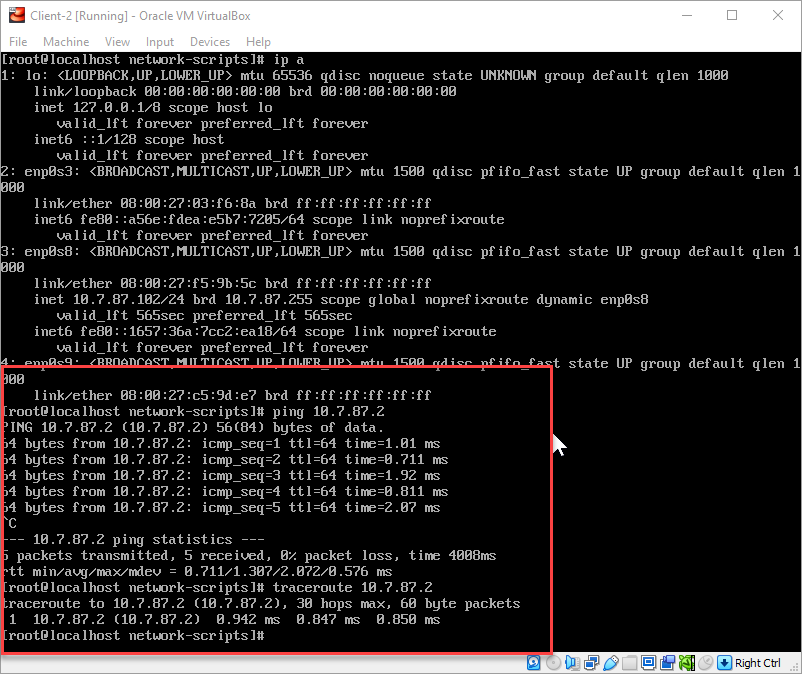 Client-2 [Running] - Oracle VM VirtualBox
File Machine View Input Devices Help
[root@localhost network-scripts]# ip a
1: lo: <LOOPBACK,UP,LOWER_UP> mtu 65536 qdisc noqueue state UNKNOWN group default qlen 1000
    link/loopback 00:00:00:00:00:00 brd 00:00:00:00:00:00
    inet 127.0.0.1/8 scope host lo
       valid_lft forever preferred_lft forever
    inet6 ::1/128 scope host
       valid_lft forever preferred_lft forever
2: enp0s3: <BROADCAST,MULTICAST,UP,LOWER_UP> mtu 1500 qdisc pfifo_fast state UP group default qlen 1
000
    link/ether 08:00:27:03:f6:8a brd ff:ff:ff:ff:ff:ff
    inet6 fe80::a56e:fdea:e5b7:7205/64 scope link noprefixroute
       valid_lft forever preferred_lft forever
3: enp0s8: <BROADCAST,MULTICAST,UP,LOWER_UP> mtu 1500 qdisc pfifo_fast state UP group default qlen 1
000
    link/ether 08:00:27:f5:9b:5c brd ff:ff:ff:ff:ff:ff
    inet 10.7.87.102/24 brd 10.7.87.255 scope global noprefixroute dynamic enp0s8
       valid_lft 565sec preferred_lft 565sec
    inet6 fe80::1657:36a:7cc2:ea18/64 scope link noprefixroute
       valid_lft forever preferred_lft forever
4: enp0s9: <BROADCAST,MULTICAST,UP,LOWER_UP> mtu 1500 qdisc pfifo_fast state UP group default qlen 1
000
    link/ether 08:00:27:c5:9d:e7 brd ff:ff:ff:ff:ff:ff
[root@localhost network-scripts]# ping 10.7.87.2
PING 10.7.87.2 (10.7.87.2) 56(84) bytes of data.
64 bytes from 10.7.87.2: icmp_seq=1 ttl=64 time=1.01 ms
64 bytes from 10.7.87.2: icmp_seq=2 ttl=64 time=0.711 ms
64 bytes from 10.7.87.2: icmp_seq=3 ttl=64 time=1.92 ms
64 bytes from 10.7.87.2: icmp_seq=4 ttl=64 time=0.811 ms
64 bytes from 10.7.87.2: icmp_seq=5 ttl=64 time=2.07 ms
^C
--- 10.7.87.2 ping statistics ---
5 packets transmitted, 5 received, 0% packet loss, time 4008ms
rtt min/avg/max/mdev = 0.711/1.307/2.072/0.576 ms
[root@localhost network-scripts]# traceroute 10.7.87.2
traceroute to 10.7.87.2 (10.7.87.2), 30 hops max, 60 byte packets
 1  10.7.87.2 (10.7.87.2)  0.942 ms  0.847 ms  0.850 ms
[root@localhost network-scripts]#
Right Ctrl